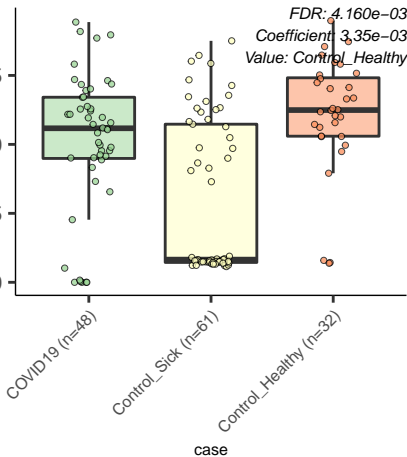 FDR: 4.160e−03
Coefficient: 3.35e−03
Value: Control_Healthy
COVID19 (n=48)
Control_Sick (n=61)
Control_Healthy (n=32)
case